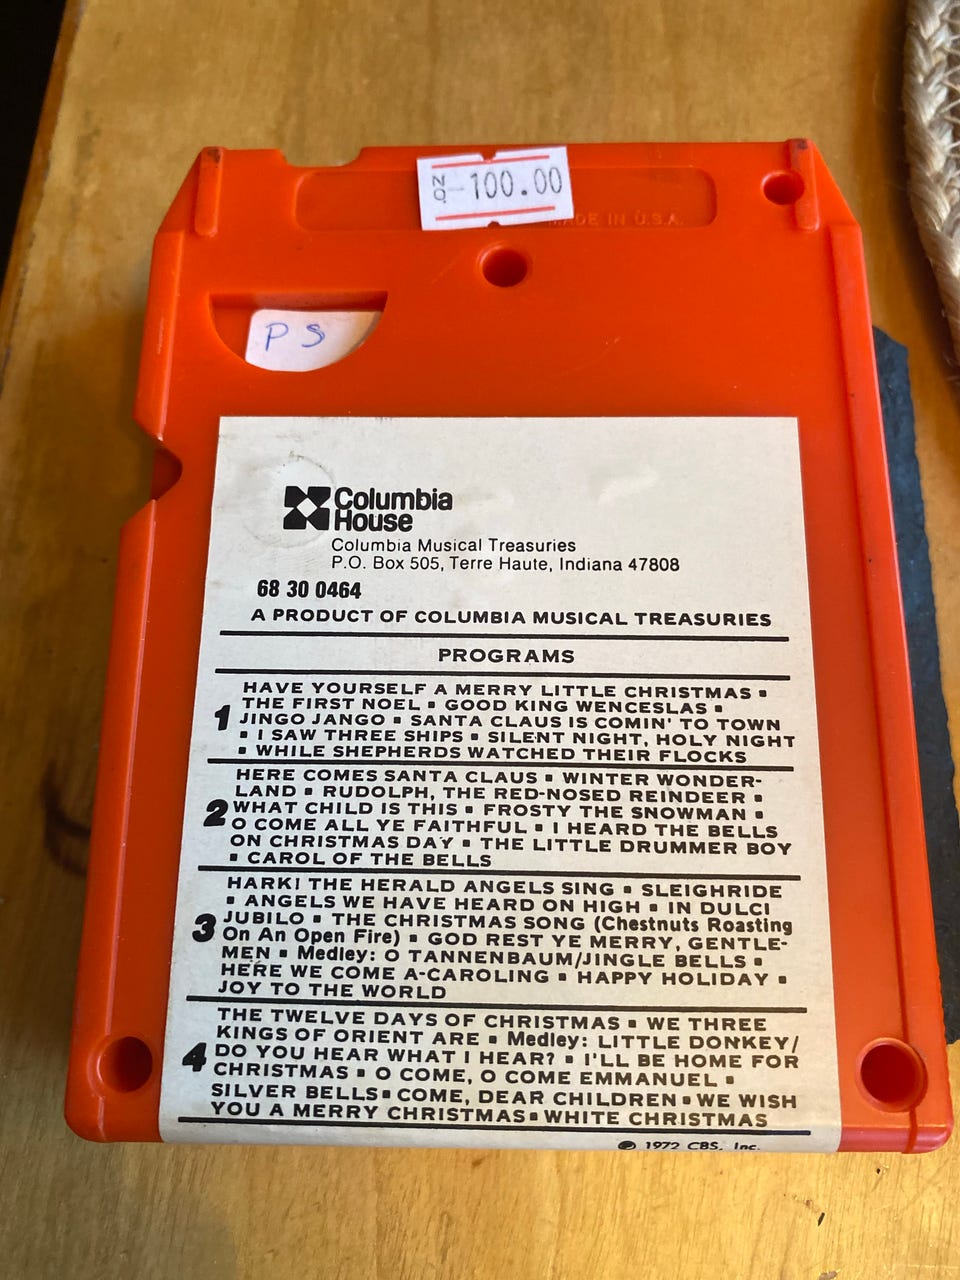 NO - 100.00
MADE IN U.S.A.
PS
Columbia
House
Columbia Musical Treasuries
P.O. Box 505, Terre Haute, Indiana 47808
68 30 0464
A PRODUCT OF COLUMBIA MUSICAL TREASURIES
PROGRAMS
1
HAVE YOURSELF A MERRY LITTLE CHRISTMAS ▪
THE FIRST NOEL ▪ GOOD KING WENCESLAS ▪
JINGO JANGO ▪ SANTA CLAUS IS COMIN' TO TOWN
▪ I SAW THREE SHIPS ▪ SILENT NIGHT, HOLY NIGHT
▪ WHILE SHEPHERDS WATCHED THEIR FLOCKS
2
HERE COMES SANTA CLAUS ▪ WINTER WONDER-
LAND ▪ RUDOLPH, THE RED-NOSED REINDEER ▪
WHAT CHILD IS THIS ▪ FROSTY THE SNOWMAN ▪
O COME ALL YE FAITHFUL ▪ I HEARD THE BELLS
ON CHRISTMAS DAY ▪ THE LITTLE DRUMMER BOY
▪ CAROL OF THE BELLS
3
HARK! THE HERALD ANGELS SING ▪ SLEIGHRIDE
▪ ANGELS WE HAVE HEARD ON HIGH ▪ IN DULCI
JUBILO ▪ THE CHRISTMAS SONG (Chestnuts Roasting
On An Open Fire) ▪ GOD REST YE MERRY, GENTLE-
MEN ▪ Medley: O TANNENBAUM/JINGLE BELLS ▪
HERE WE COME A-CAROLING ▪ HAPPY HOLIDAY ▪
JOY TO THE WORLD
4
THE TWELVE DAYS OF CHRISTMAS ▪ WE THREE
KINGS OF ORIENT ARE ▪ Medley: LITTLE DONKEY/
DO YOU HEAR WHAT I HEAR? ▪ I'LL BE HOME FOR
CHRISTMAS ▪ O COME, O COME EMMANUEL ▪
SILVER BELLS ▪ COME, DEAR CHILDREN ▪ WE WISH
YOU A MERRY CHRISTMAS ▪ WHITE CHRISTMAS
℗ 1972 CBS, Inc.